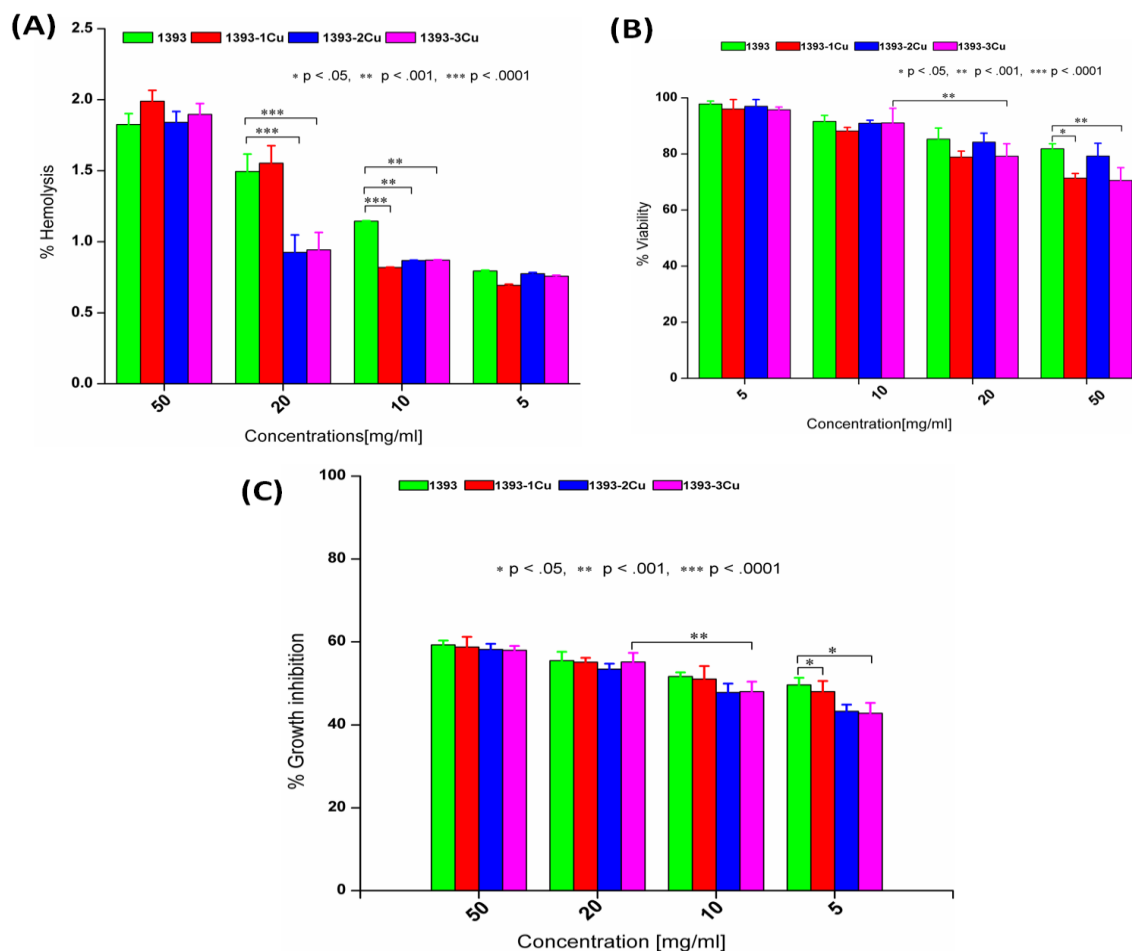 (A)
2.5
2.0
1.5
1.0
0.5
0.0
% Hemolysis
1393 1393-1Cu 1393-2Cu 1393-3Cu
* p < .05, ** p < .001, *** p < .0001
***
***
**
**
***
50 20 10 5
Concentrations[mg/ml]
(B)
1393 1393-1Cu 1393-2Cu 1393-3Cu
* p < .05, ** p < .001, *** p < .0001
100
80
60
40
20
0
% Viability
**
**
*
5 10 20 50
Concentration[mg/ml]
(C)
100
80
60
40
20
0
% Growth inhibition
1393 1393-1Cu 1393-2Cu 1393-3Cu
* p < .05, ** p < .001, *** p < .0001
**
*
*
50 20 10 5
Concentration [mg/ml]